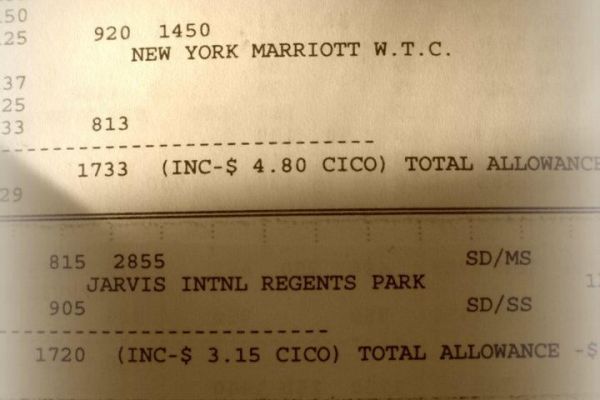 50
25 920 1450
NEW YORK MARRIOTT W.T.C.
37
25
33 813
1733 (INC-$ 4.80 CICO) TOTAL ALLOWANCE
29
815 2855 SD/MS
JARVIS INTNL REGENTS PARK
905 SD/SS
1720 (INC-$ 3.15 CICO) TOTAL ALLOWANCE -$